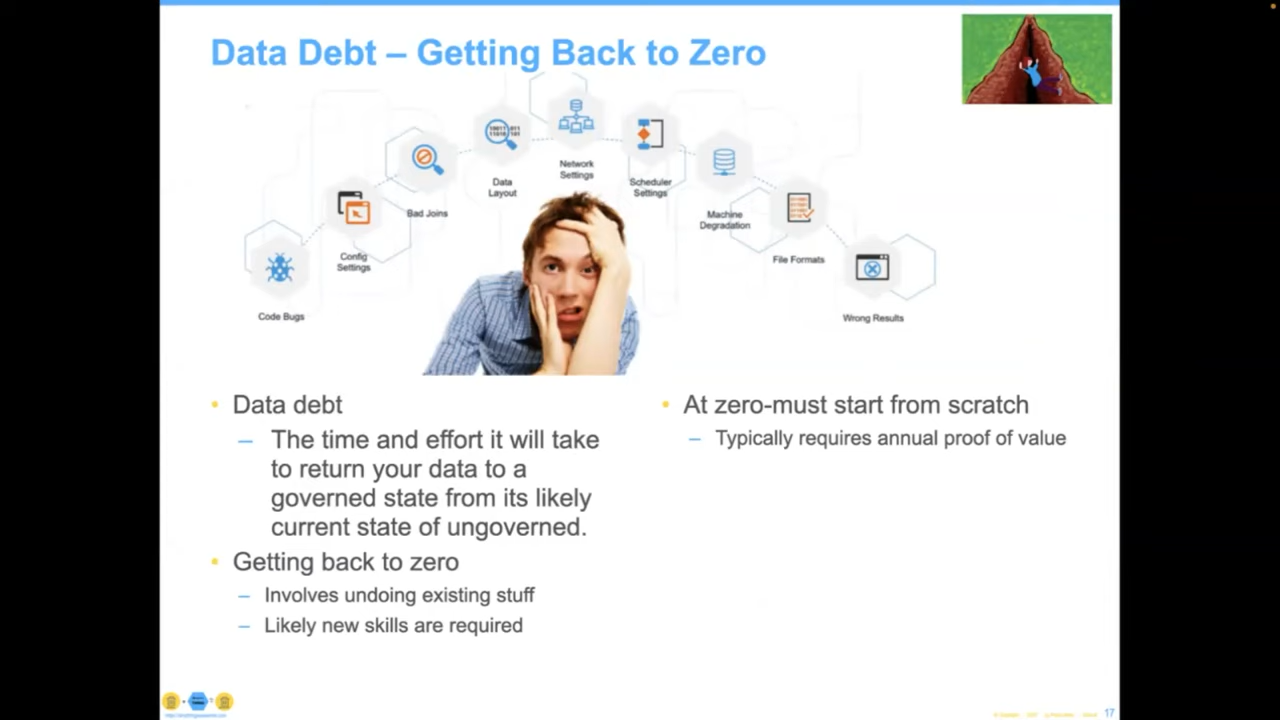 Data Debt – Getting Back to Zero
Code Bugs
Config
Settings
Bad Joins
Data
Layout
Network
Settings
Scheduler
Settings
Machine
Degradation
File Formats
Wrong Results
• Data debt
– The time and effort it will take
to return your data to a
governed state from its likely
current state of ungoverned.
• Getting back to zero
– Involves undoing existing stuff
– Likely new skills are required
• At zero-must start from scratch
– Typically requires annual proof of value
17